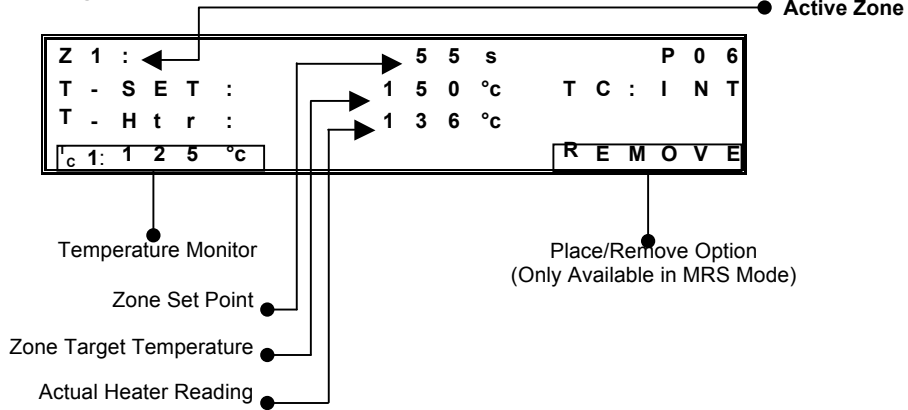 Active Zone
Z 1 : 5 5 s P 0 6
T - S E T : 1 5 0 °c T C : I N T
T - H t r : 1 3 6 °c
T c 1: 1 2 5 °c R E M O V E
Temperature Monitor
Place/Remove Option
(Only Available in MRS Mode)
Zone Set Point
Zone Target Temperature
Actual Heater Reading